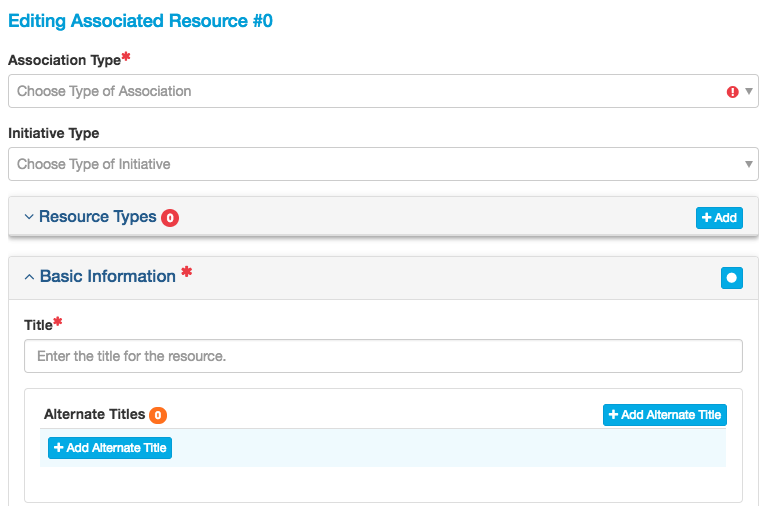 Editing Associated Resource #0
Association Type*
Choose Type of Association
Initiative Type
Choose Type of Initiative
Resource Types 0
+ Add
Basic Information *
Title*
Enter the title for the resource.
Alternate Titles 0
+ Add Alternate Title
+ Add Alternate Title